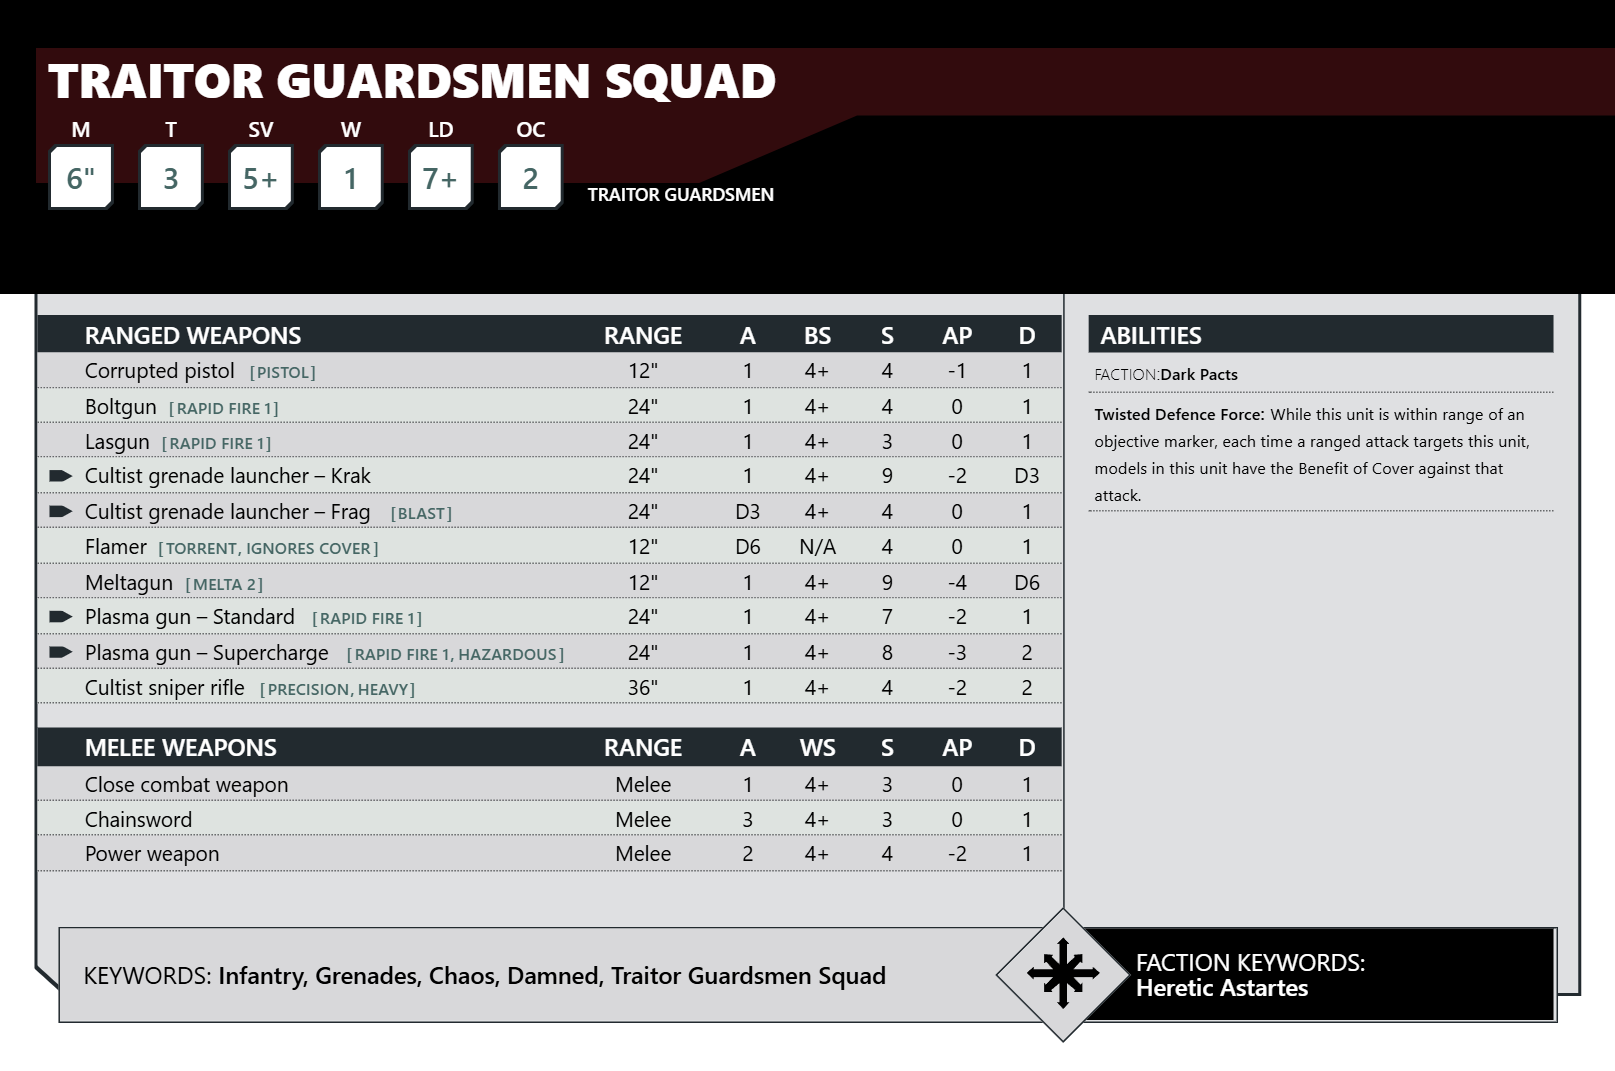 TRAITOR GUARDSMEN SQUAD
M T SV W LD OC
6" 3 5+ 1 7+ 2 TRAITOR GUARDSMEN
RANGED WEAPONS RANGE A BS S AP D
Corrupted pistol [PISTOL] 12" 1 4+ 4 -1 1
Boltgun [RAPID FIRE 1] 24" 1 4+ 4 0 1
Lasgun [RAPID FIRE 1] 24" 1 4+ 3 0 1
Cultist grenade launcher – Krak 24" 1 4+ 9 -2 D3
Cultist grenade launcher – Frag [BLAST] 24" D3 4+ 4 0 1
Flamer [TORRENT, IGNORES COVER] 12" D6 N/A 4 0 1
Meltagun [MELTA 2] 12" 1 4+ 9 -4 D6
Plasma gun – Standard [RAPID FIRE 1] 24" 1 4+ 7 -2 1
Plasma gun – Supercharge [RAPID FIRE 1, HAZARDOUS] 24" 1 4+ 8 -3 2
Cultist sniper rifle [PRECISION, HEAVY] 36" 1 4+ 4 -2 2
MELEE WEAPONS RANGE A WS S AP D
Close combat weapon Melee 1 4+ 3 0 1
Chainsword Melee 3 4+ 3 0 1
Power weapon Melee 2 4+ 4 -2 1
ABILITIES
FACTION:Dark Pacts
Twisted Defence Force: While this unit is within range of an
objective marker, each time a ranged attack targets this unit,
models in this unit have the Benefit of Cover against that
attack.
KEYWORDS: Infantry, Grenades, Chaos, Damned, Traitor Guardsmen Squad
FACTION KEYWORDS:
Heretic Astartes